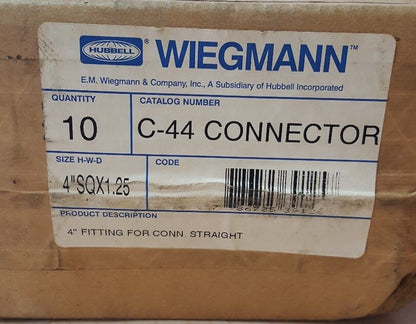 HUBBELL
WIEGMANN™
E.M. Wiegmann & Company, Inc., A Subsidiary of Hubbell Incorporated
QUANTITY
10
CATALOG NUMBER
C-44 CONNECTOR
SIZE H-W-D
4"SQX1.25
CODE
PRODUCT DESCRIPTION
4" FITTING FOR CONN. STRAIGHT